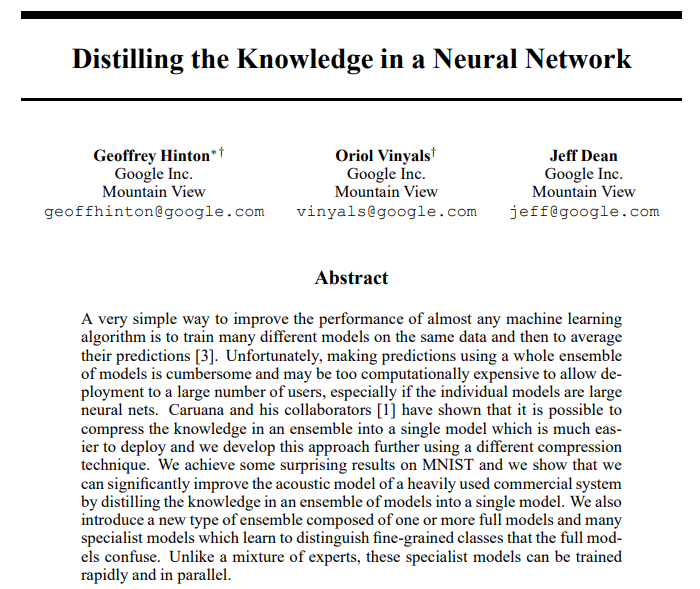 Distilling the Knowledge in a Neural Network
Geoffrey Hinton*†
Google Inc.
Mountain View
geoffhinton@google.com
Oriol Vinyals†
Google Inc.
Mountain View
vinyals@google.com
Jeff Dean
Google Inc.
Mountain View
jeff@google.com
Abstract
A very simple way to improve the performance of almost any machine learning
algorithm is to train many different models on the same data and then to average
their predictions [3]. Unfortunately, making predictions using a whole ensemble
of models is cumbersome and may be too computationally expensive to allow de-
ployment to a large number of users, especially if the individual models are large
neural nets. Caruana and his collaborators [1] have shown that it is possible to
compress the knowledge in an ensemble into a single model which is much eas-
ier to deploy and we develop this approach further using a different compression
technique. We achieve some surprising results on MNIST and we show that we
can significantly improve the acoustic model of a heavily used commercial system
by distilling the knowledge in an ensemble of models into a single model. We also
introduce a new type of ensemble composed of one or more full models and many
specialist models which learn to distinguish fine-grained classes that the full mod-
els confuse. Unlike a mixture of experts, these specialist models can be trained
rapidly and in parallel.